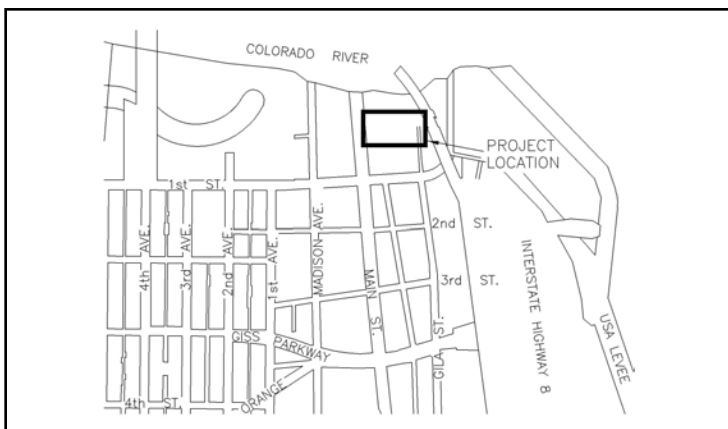 COLORADO RIVER
PROJECT
LOCATION
1st ST.
2nd ST.
3rd ST.
4th AVE.
3rd AVE.
2nd AVE.
1st AVE.
MADISON AVE.
MAIN ST.
GILA ST.
INTERSTATE HIGHWAY 8
USA LEVEE
GISS PARKWAY
ORANGE
4th ST.